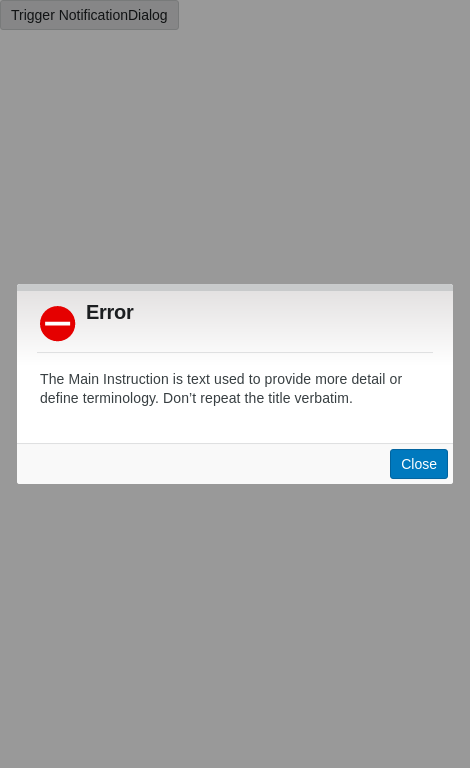 Trigger NotificationDialog
Error
The Main Instruction is text used to provide more detail or
define terminology. Don’t repeat the title verbatim.
Close